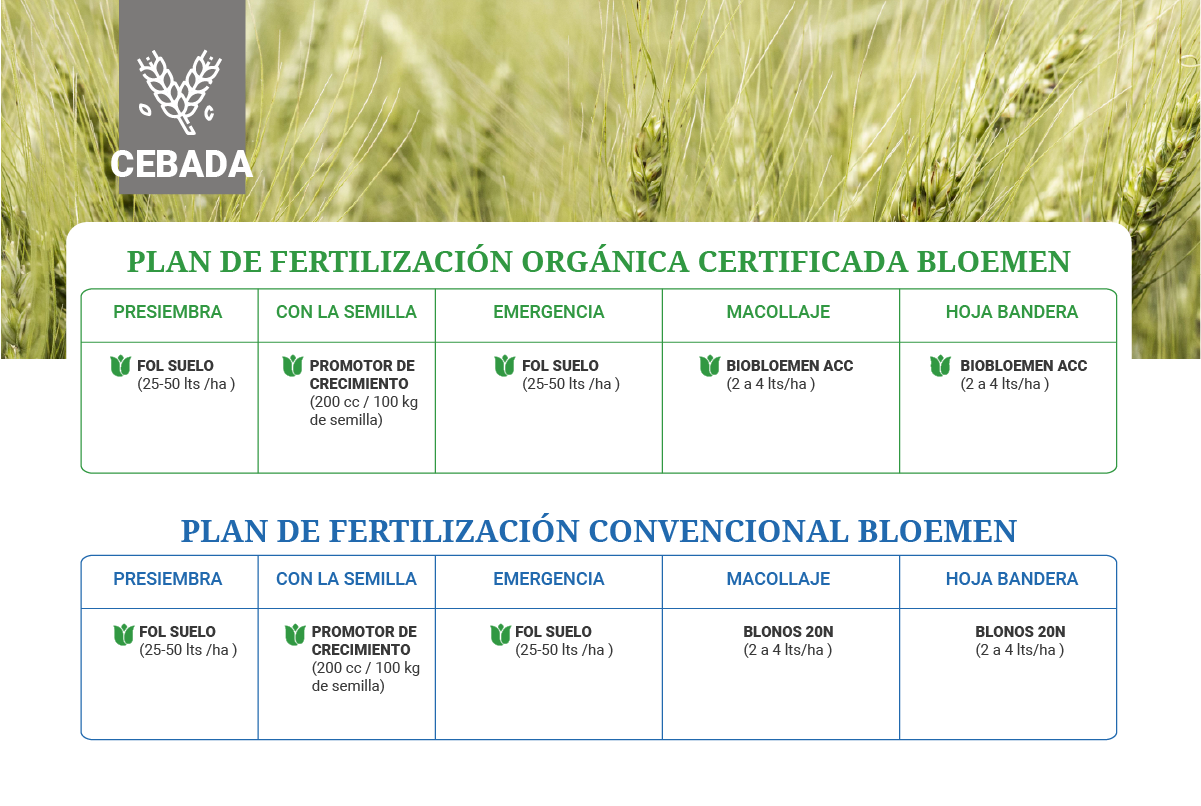 CEBADA
PLAN DE FERTILIZACIÓN ORGÁNICA CERTIFICADA BLOEMEN
PRESIEMBRA
CON LA SEMILLA
EMERGENCIA
MACOLLAJE
HOJA BANDERA
FOL SUELO
(25-50 lts /ha )
PROMOTOR DE
CRECIMIENTO
(200 cc / 100 kg
de semilla)
FOL SUELO
(25-50 lts /ha )
BIOBLOEMEN ACC
(2 a 4 lts/ha )
BIOBLOEMEN ACC
(2 a 4 lts/ha )
PLAN DE FERTILIZACIÓN CONVENCIONAL BLOEMEN
PRESIEMBRA
CON LA SEMILLA
EMERGENCIA
MACOLLAJE
HOJA BANDERA
FOL SUELO
(25-50 lts /ha )
PROMOTOR DE
CRECIMIENTO
(200 cc / 100 kg
de semilla)
FOL SUELO
(25-50 lts /ha )
BLONOS 20N
(2 a 4 lts/ha )
BLONOS 20N
(2 a 4 lts/ha )